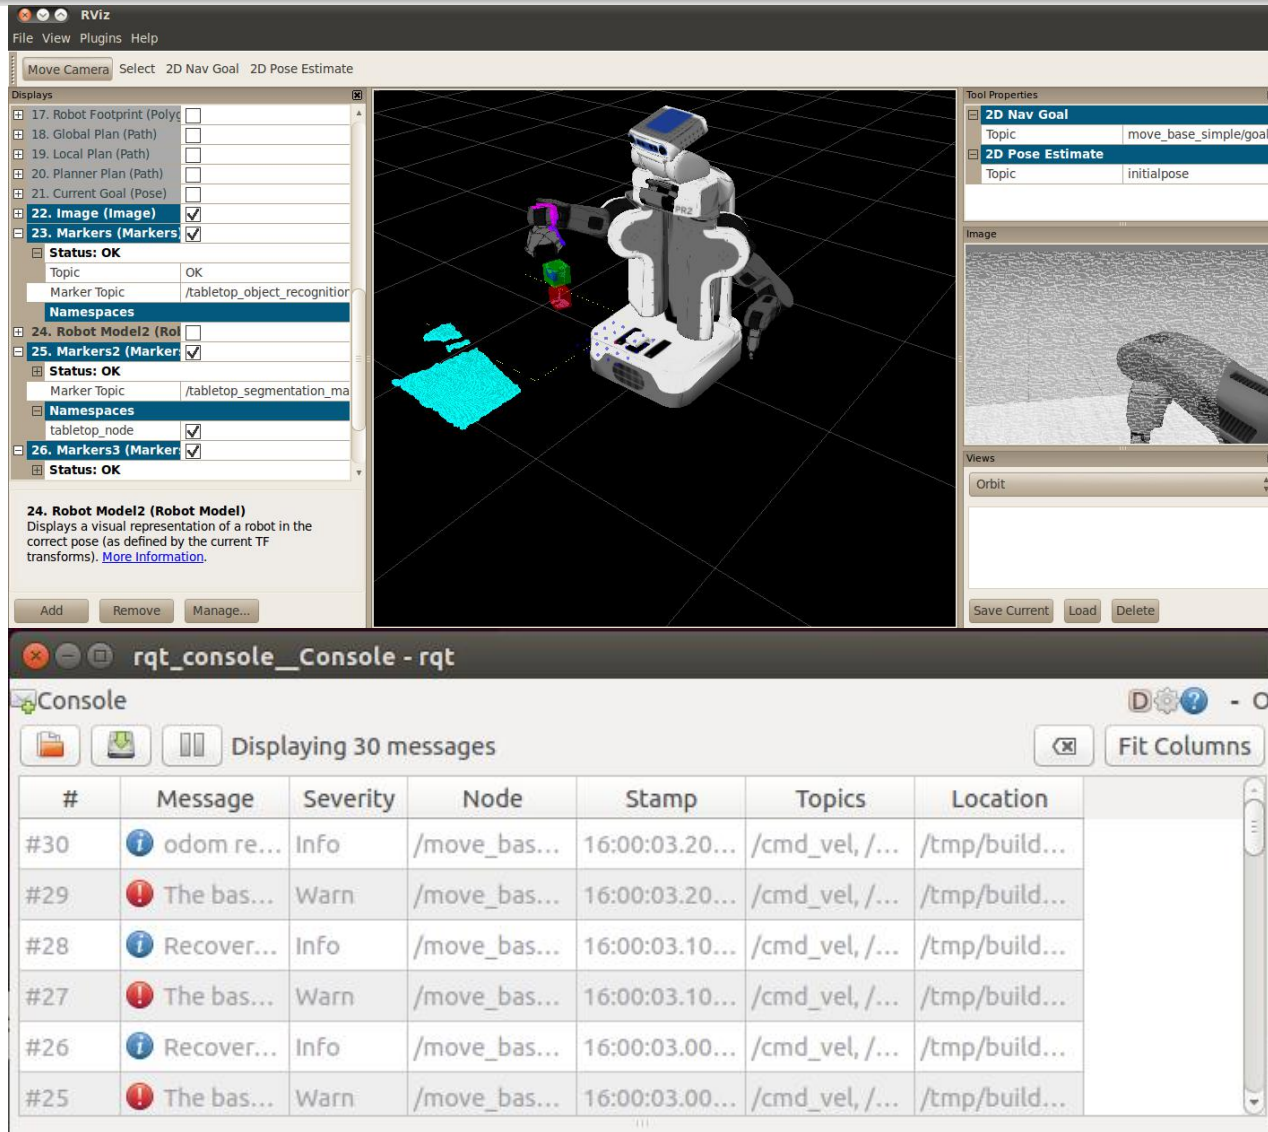 RViz
File View Plugins Help
Move Camera Select 2D Nav Goal 2D Pose Estimate
Displays
17. Robot Footprint (Polyg
18. Global Plan (Path)
19. Local Plan (Path)
20. Planner Plan (Path)
21. Current Goal (Pose)
22. Image (Image)
23. Markers (Markers)
Status: OK
Topic OK
Marker Topic /tabletop_object_recognition
Namespaces
24. Robot Model2 (Rob
25. Markers2 (Marker
Status: OK
Marker Topic /tabletop_segmentation_ma
Namespaces
tabletop_node
26. Markers3 (Marker
Status: OK
24. Robot Model2 (Robot Model)
Displays a visual representation of a robot in the
correct pose (as defined by the current TF
transforms). More Information.
Add Remove Manage...
PR2
Tool Properties
2D Nav Goal
Topic move_base_simple/goal
2D Pose Estimate
Topic initialpose
Image
Views
Orbit
Save Current Load Delete
rqt_console__Console - rqt
Console D - O
Displaying 30 messages Fit Columns
# Message Severity Node Stamp Topics Location
#30 odom re... Info /move_bas... 16:00:03.20... /cmd_vel, /... /tmp/build...
#29 The bas... Warn /move_bas... 16:00:03.20... /cmd_vel, /... /tmp/build...
#28 Recover... Info /move_bas... 16:00:03.10... /cmd_vel, /... /tmp/build...
#27 The bas... Warn /move_bas... 16:00:03.10... /cmd_vel, /... /tmp/build...
#26 Recover... Info /move_bas... 16:00:03.00... /cmd_vel, /... /tmp/build...
#25 The bas... Warn /move_bas... 16:00:03.00... /cmd_vel, /... /tmp/build...